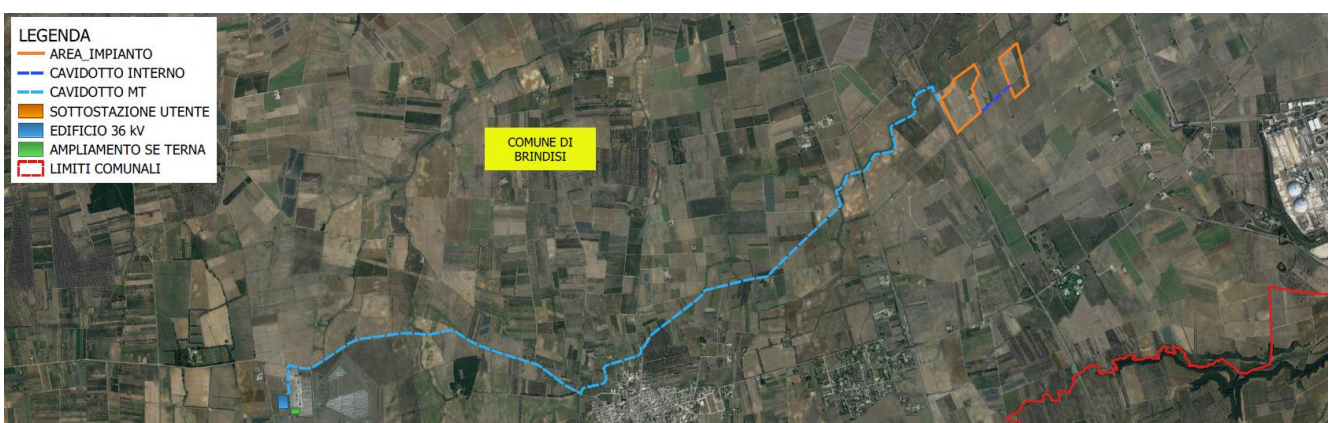 LEGENDA
AREA_IMPIANTO
CAVIDOTTO INTERNO
CAVIDOTTO MT
SOTTOSTAZIONE UTENTE
EDIFICIO 36 kV
AMPLIAMENTO SE TERNA
LIMITI COMUNALI
COMUNE DI
BRINDISI